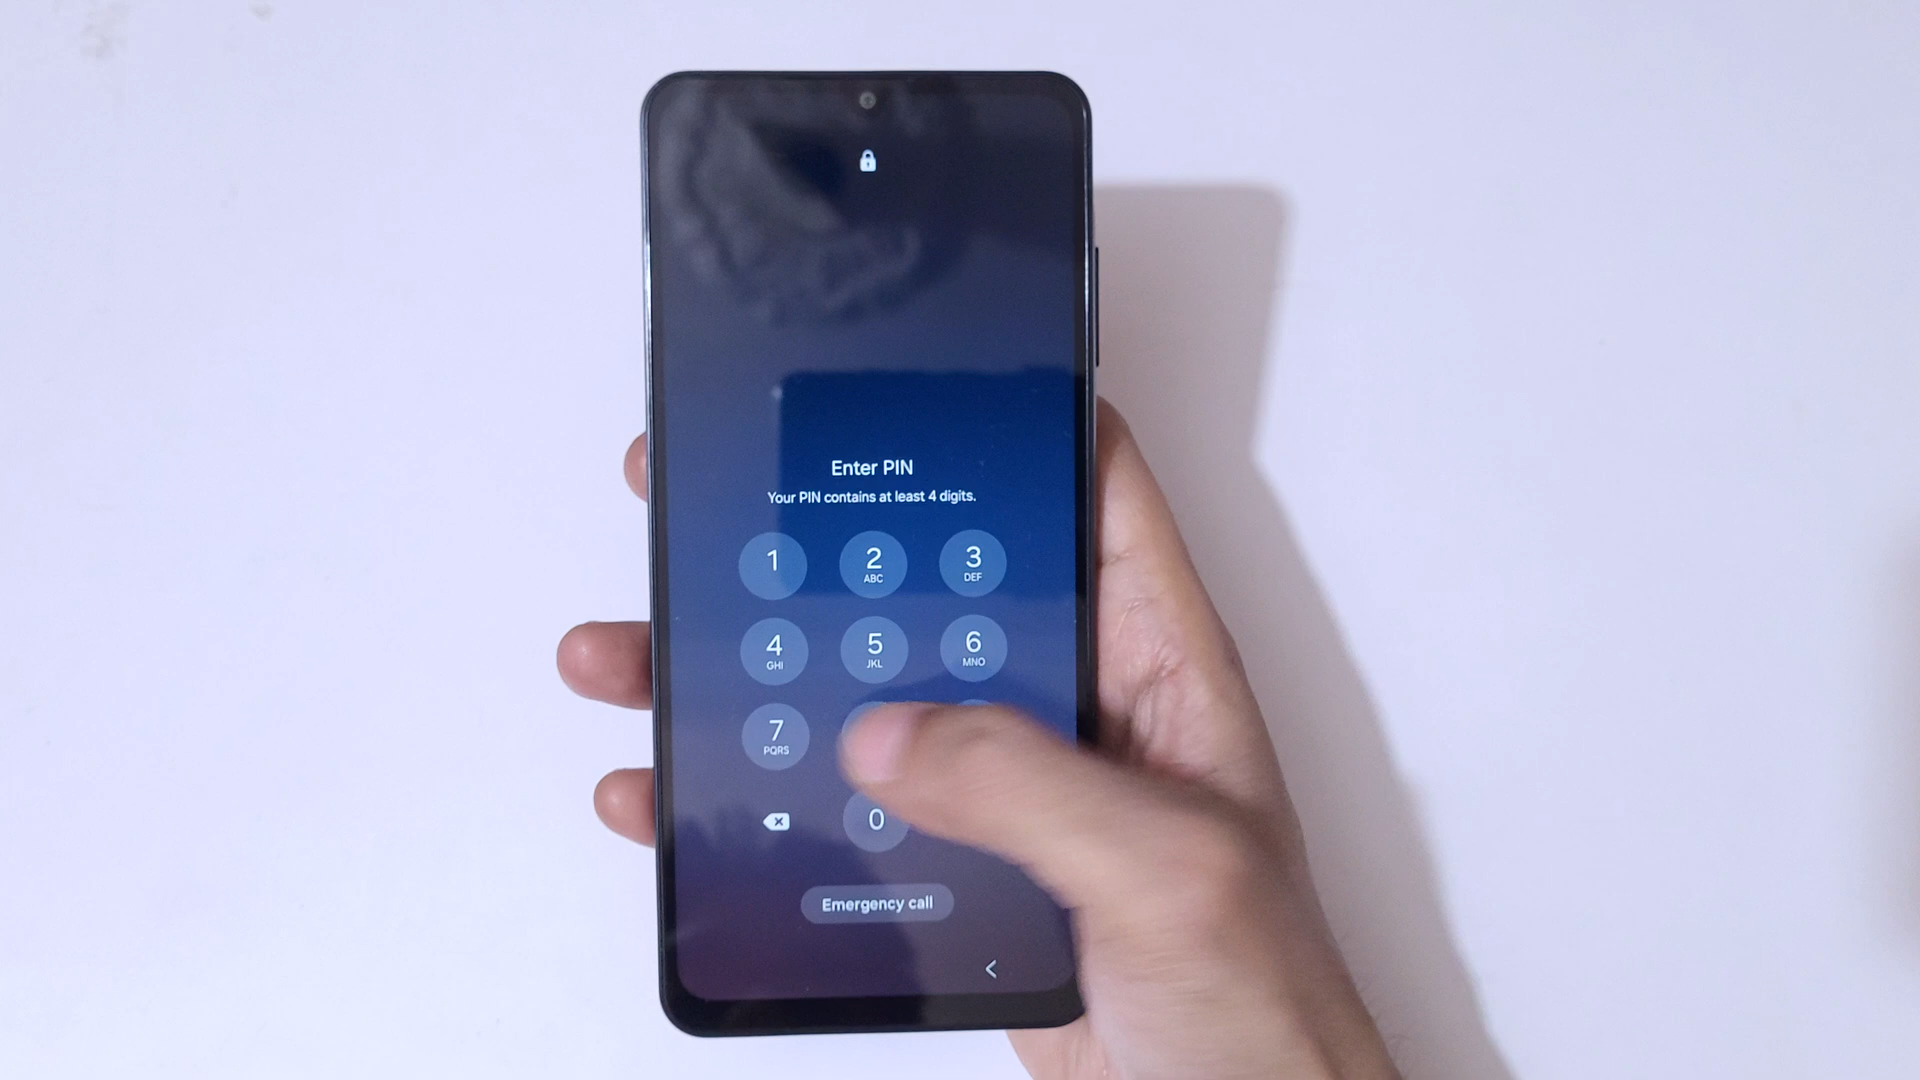 Enter PIN
Your PIN contains at least 4 digits.
1 2 3
ABC DEF
4 5 6
GHI JKL MNO
7
PQRS
0
Emergency call